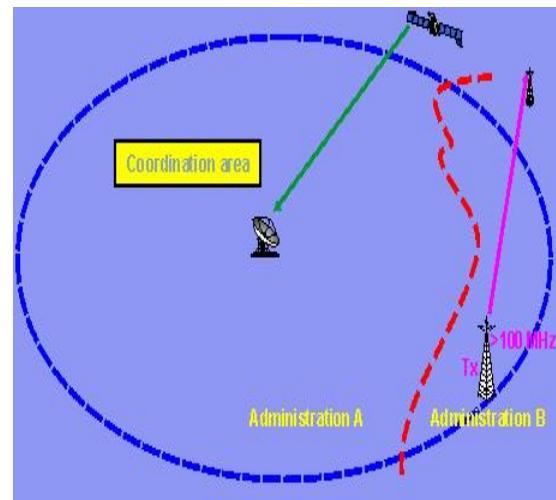 Coordination area
>100 MHz
Tx
Administration A
Administration B